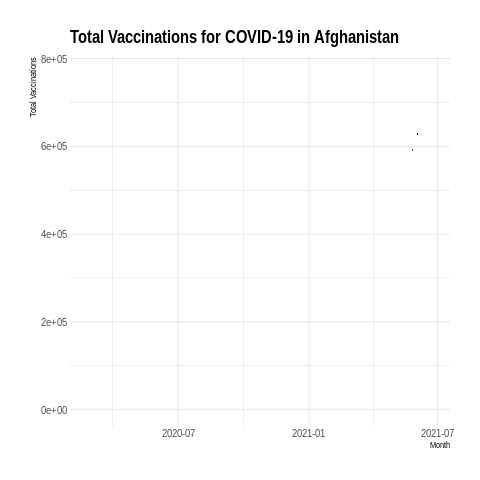 Total Vaccinations for COVID-19 in Afghanistan
Total Vaccinations
8e+05
6e+05
4e+05
2e+05
0e+00
2020-07
2021-01
2021-07
Month